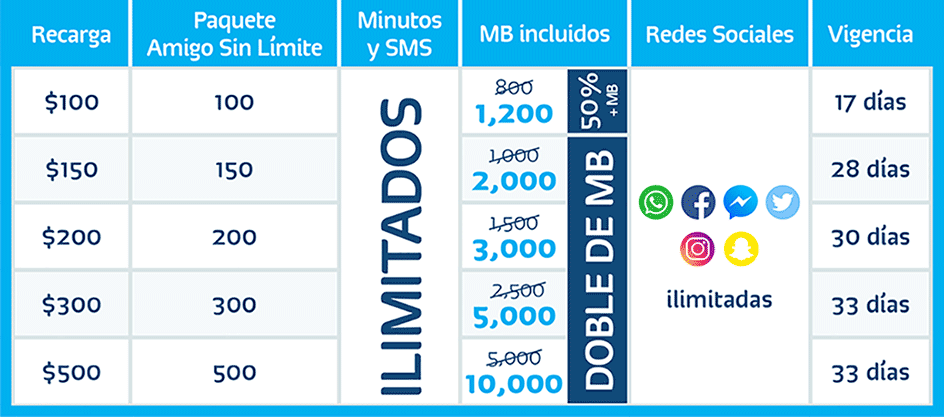 Recarga
Paquete
Amigo Sin Límite
Minutos
y SMS
MB incluidos
Redes Sociales
Vigencia
$100
100
ILIMITADOS
800
1,200
50%
+ MB
17 días
$150
150
1,000
2,000
DOBLE DE MB
28 días
$200
200
1,500
3,000
ilimitadas
30 días
$300
300
2,500
5,000
33 días
$500
500
5,000
10,000
33 días